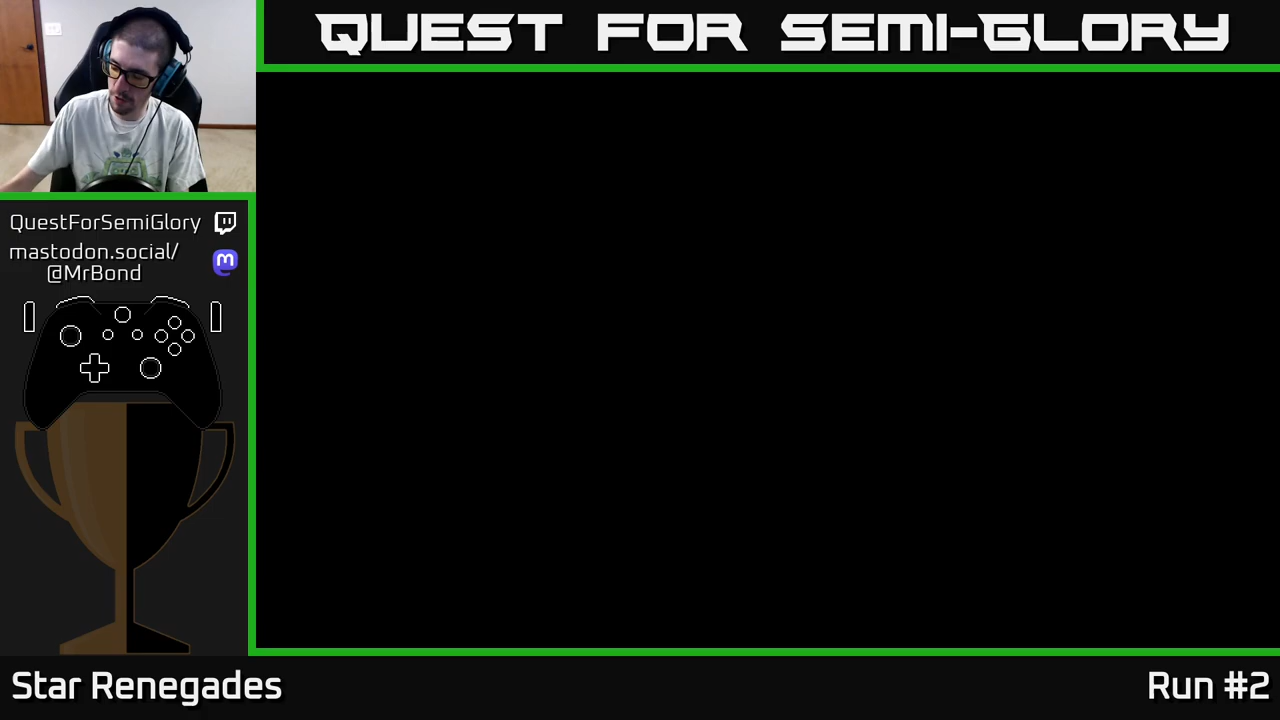 QUEST FOR SEMI-GLORY
QuestForSemiGlory
mastodon.social/
@MrBond
Star Renegades
Run #2